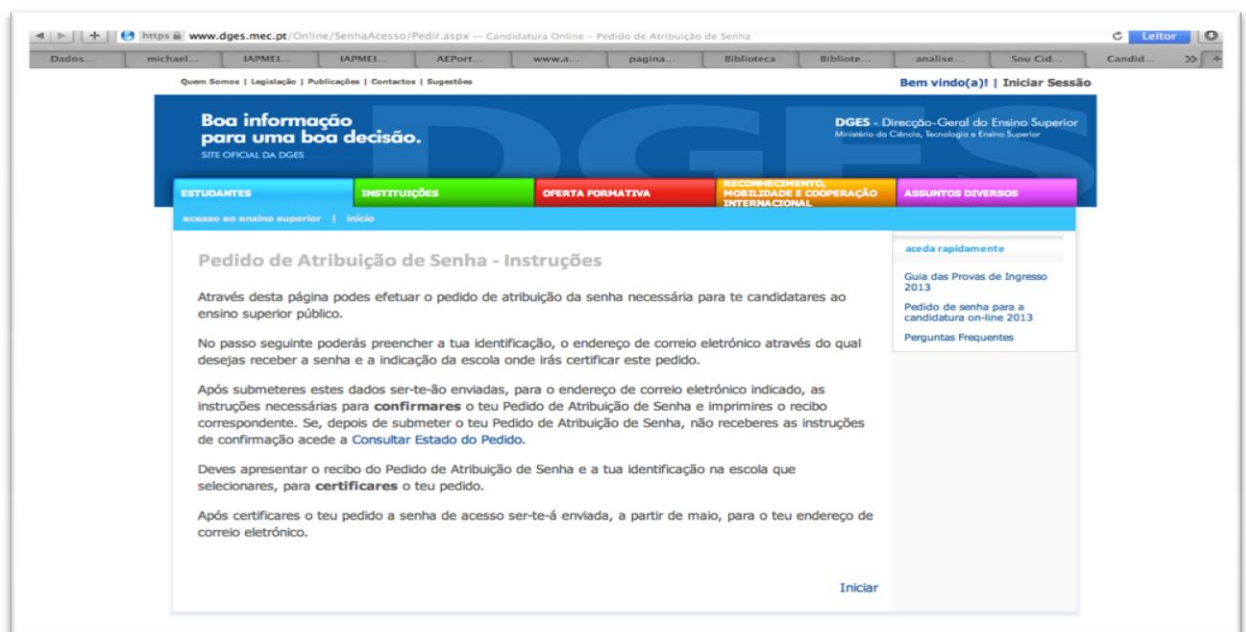 https www.dges.mec.pt/Online/SenhaAcesso/Pedir.aspx — Candidatura Online – Pedido de Atribuição de Senha
Leitor
Dados... michael... IAPMEI... IAPMEI... AEPort... www.a... pagina... Biblioteca Bibliote... analise... Sou Cid... Candid...
Quem Somos | Legislação | Publicações | Contactos | Sugestões
Bem vindo(a)! | Iniciar Sessão
DGES
Boa informação
para uma boa decisão.
SITE OFICIAL DA DGES
DGES - Direcção-Geral do Ensino Superior
Ministério da Ciência, Tecnologia e Ensino Superior
ESTUDANTES
INSTITUIÇÕES
OFERTA FORMATIVA
RECONHECIMENTO,
MOBILIDADE E COOPERAÇÃO
INTERNACIONAL
ASSUNTOS DIVERSOS
acesso ao ensino superior | início
Pedido de Atribuição de Senha - Instruções
Através desta página podes efetuar o pedido de atribuição da senha necessária para te candidatares ao
ensino superior público.
No passo seguinte poderás preencher a tua identificação, o endereço de correio eletrónico através do qual
desejas receber a senha e a indicação da escola onde irás certificar este pedido.
Após submeteres estes dados ser-te-ão enviadas, para o endereço de correio eletrónico indicado, as
instruções necessárias para confirmares o teu Pedido de Atribuição de Senha e imprimires o recibo
correspondente. Se, depois de submeter o teu Pedido de Atribuição de Senha, não receberes as instruções
de confirmação acede a Consultar Estado do Pedido.
Deves apresentar o recibo do Pedido de Atribuição de Senha e a tua identificação na escola que
selecionares, para certificares o teu pedido.
Após certificares o teu pedido a senha de acesso ser-te-á enviada, a partir de maio, para o teu endereço de
correio eletrónico.
Iniciar
aceda rapidamente
Guia das Provas de Ingresso
2013
Pedido de senha para a
candidatura on-line 2013
Perguntas Frequentes